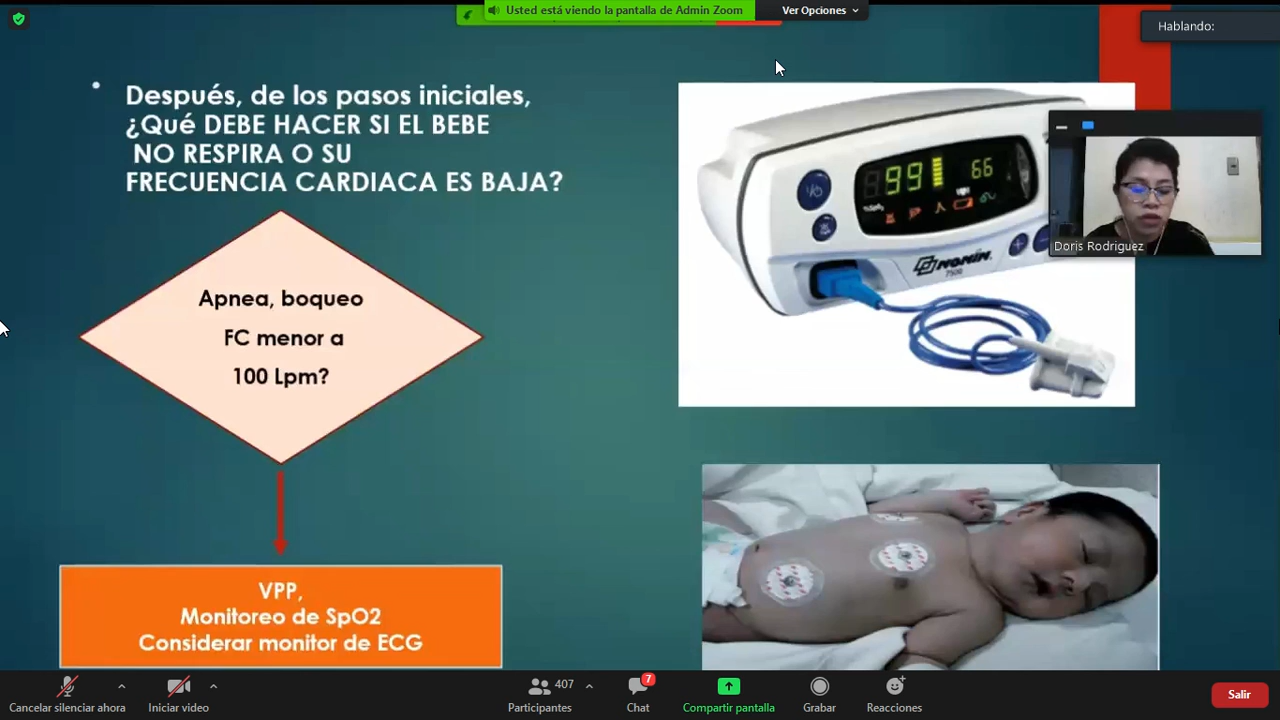 Usted está viendo la pantalla de Admin Zoom
Ver Opciones
Hablando:
• Después, de los pasos iniciales,
¿Qué DEBE HACER SI EL BEBE
NO RESPIRA O SU
FRECUENCIA CARDIACA ES BAJA?
Apnea, boqueo
FC menor a
100 Lpm?
VPP,
Monitoreo de SpO2
Considerar monitor de ECG
99 66
%SpO₂
NONIN
7500
Doris Rodriguez
Cancelar silenciar ahora
Iniciar video
407
Participantes
7
Chat
Compartir pantalla
Grabar
Reacciones
Salir